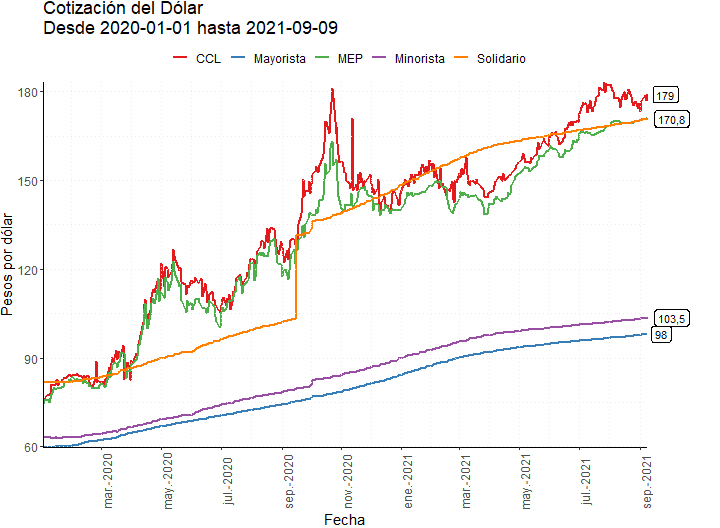 Cotización del Dólar
Desde 2020-01-01 hasta 2021-09-09
CCL Mayorista MEP Minorista Solidario
Pesos por dólar
180
150
120
90
60
179
170,8
103,5
98
mar.-2020
may.-2020
jul.-2020
sep.-2020
nov.-2020
ene.-2021
mar.-2021
may.-2021
jul.-2021
sep.-2021
Fecha